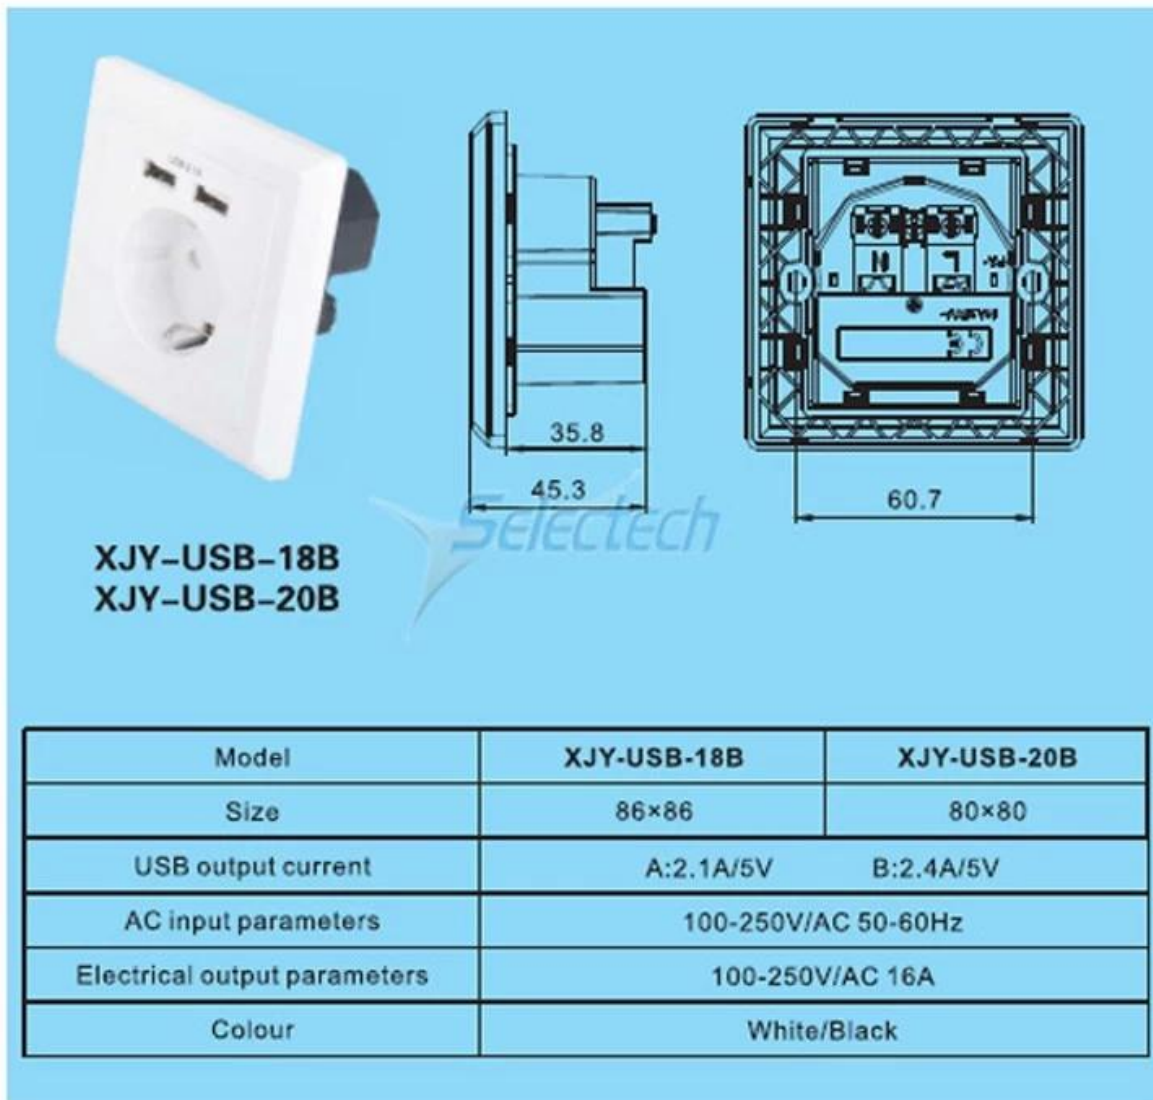 35.8
45.3
60.7
N
L
Selectech
XJY-USB-18B
XJY-USB-20B
Model XJY-USB-18B XJY-USB-20B
Size 86×86 80×80
USB output current A:2.1A/5V B:2.4A/5V
AC input parameters 100-250V/AC 50-60Hz
Electrical output parameters 100-250V/AC 16A
Colour White/Black